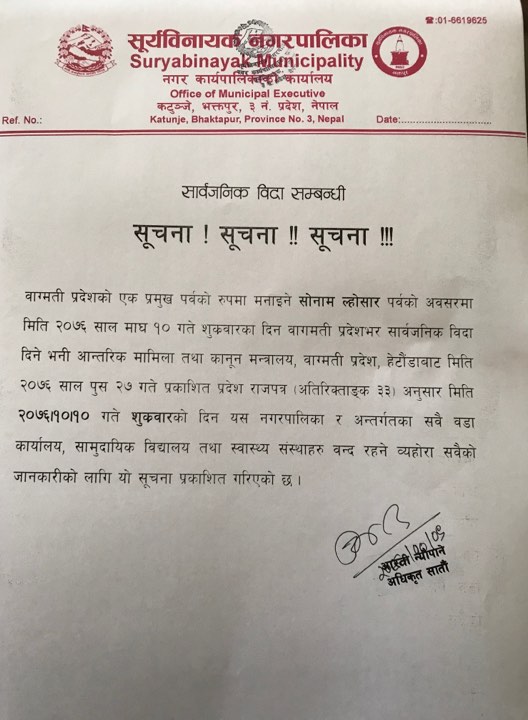 ☎:01-6619625
सूर्यविनायक नगरपालिका
Suryabinayak Municipality
नगर कार्यपालिकाको कार्यालय
Office of Municipal Executive
कटुञ्जे, भक्तपुर, ३ नं. प्रदेश, नेपाल
Ref. No.: Katunje, Bhaktapur, Province No. 3, Nepal Date:........................
सार्वजनिक विदा सम्बन्धी
सूचना ! सूचना !! सूचना !!!
वाग्मती प्रदेशको एक प्रमुख पर्वको रुपमा मनाइने सोनाम ल्होसार पर्वको अवसरमा
मिति २०७६ साल माघ १० गते शुक्रवारका दिन वागमती प्रदेशभर सार्वजनिक विदा
दिने भनी आन्तरिक मामिला तथा कानून मन्त्रालय, वाग्मती प्रदेश, हेटौंडावाट मिति
२०७६ साल पुस २७ गते प्रकाशित प्रदेश राजपत्र (अतिरिक्ताङ्क ३३) अनुसार मिति
२०७६।१०।१० गते शुक्रवारको दिन यस नगरपालिका र अन्तर्गतका सवै वडा
कार्यालय, सामुदायिक विद्यालय तथा स्वास्थ्य संस्थाहरु वन्द रहने व्यहोरा सवैको
जानकारीको लागि यो सूचना प्रकाशित गरिएको छ ।
न्यौपाने
अधिकृत सातौं